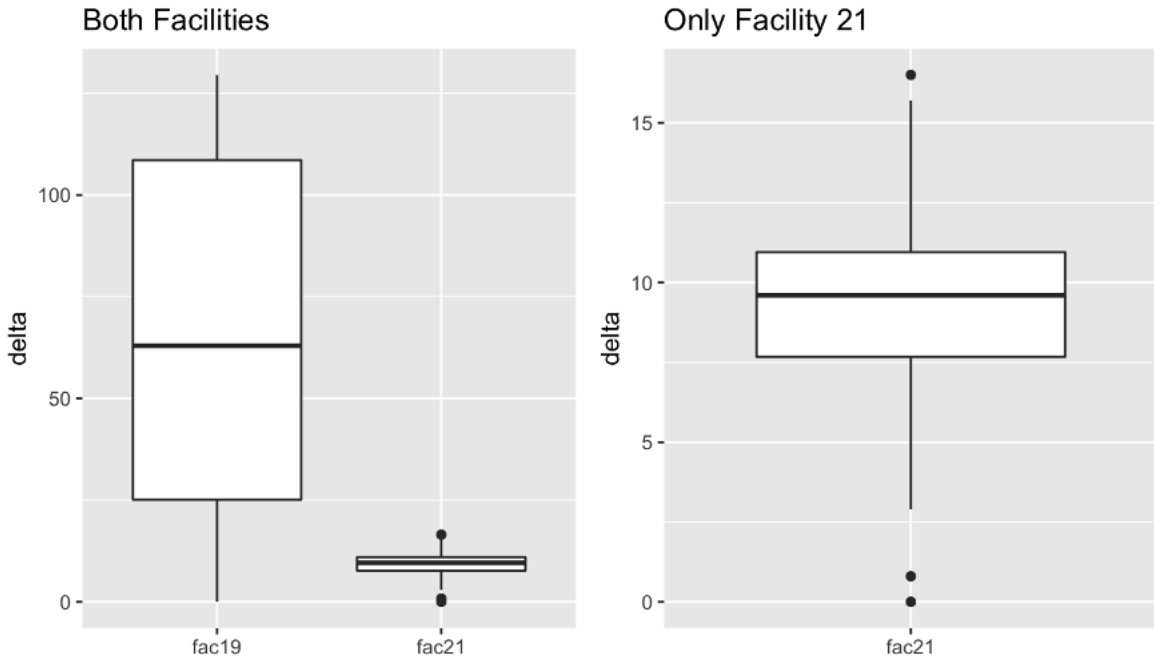 Both Facilities
delta
100
50
0
fac19
fac21
Only Facility 21
delta
15
10
5
0
fac21